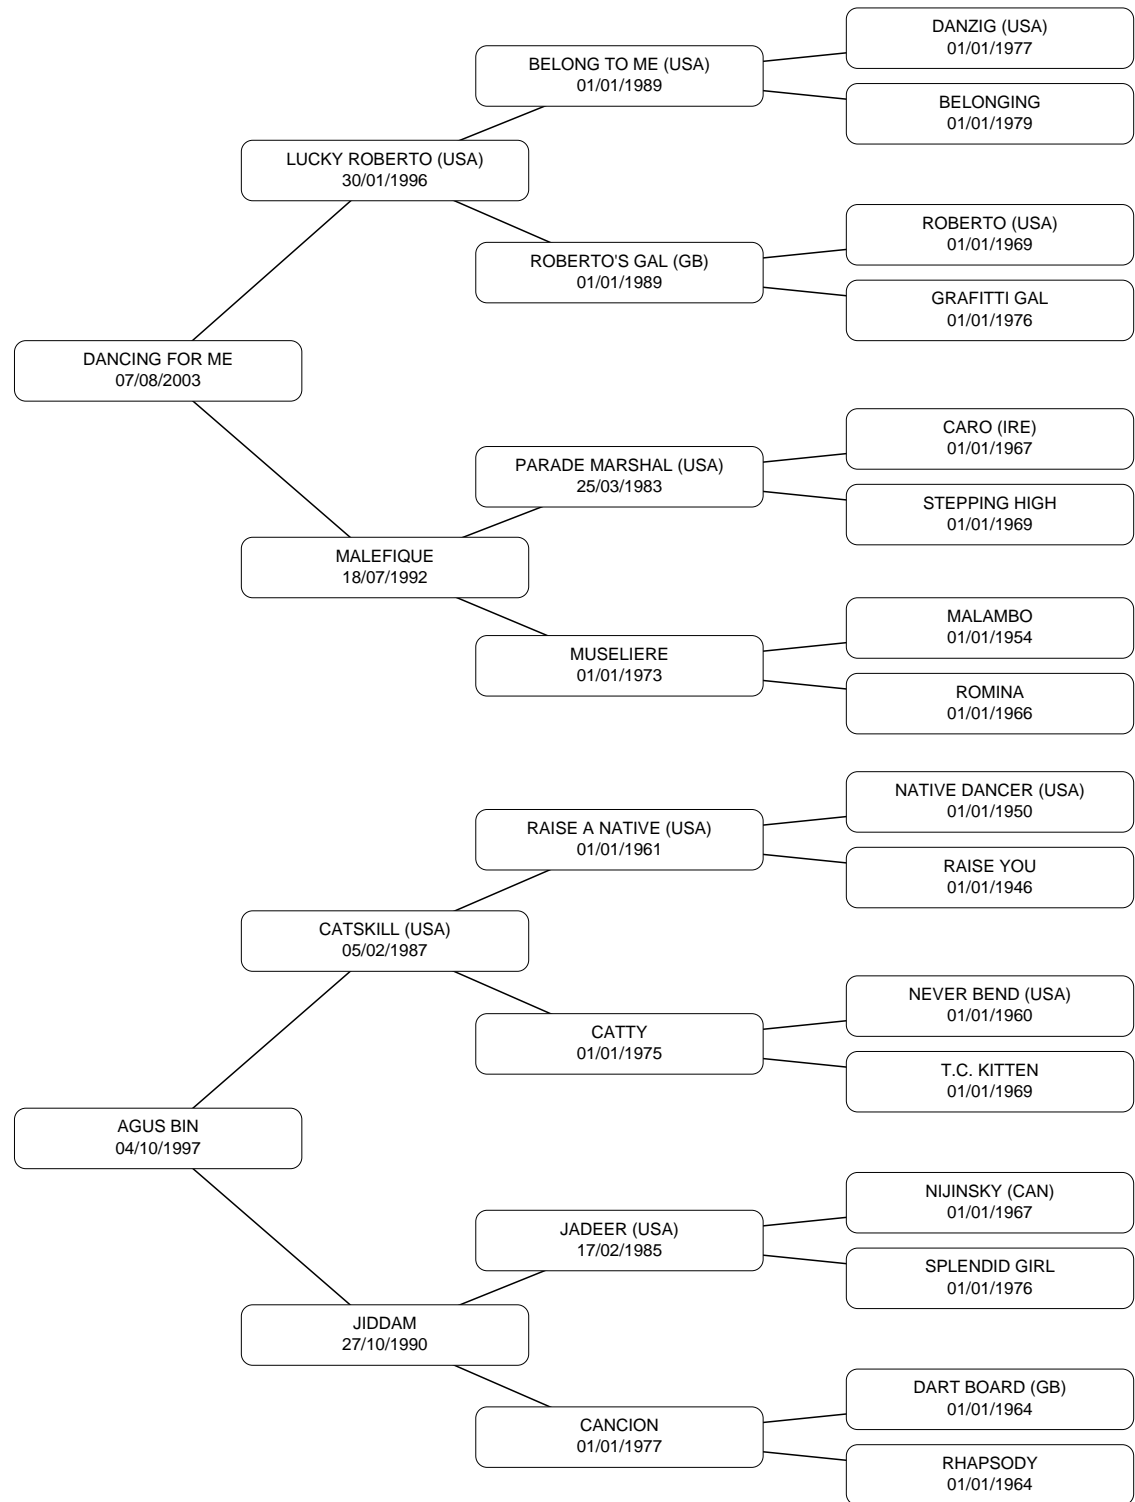 DANZIG (USA)
01/01/1977
BELONG TO ME (USA)
01/01/1989
BELONGING
01/01/1979
LUCKY ROBERTO (USA)
30/01/1996
ROBERTO (USA)
01/01/1969
ROBERTO'S GAL (GB)
01/01/1989
GRAFITTI GAL
01/01/1976
DANCING FOR ME
07/08/2003
CARO (IRE)
01/01/1967
PARADE MARSHAL (USA)
25/03/1983
STEPPING HIGH
01/01/1969
MALEFIQUE
18/07/1992
MALAMBO
01/01/1954
MUSELIERE
01/01/1973
ROMINA
01/01/1966
NATIVE DANCER (USA)
01/01/1950
RAISE A NATIVE (USA)
01/01/1961
RAISE YOU
01/01/1946
CATSKILL (USA)
05/02/1987
NEVER BEND (USA)
01/01/1960
CATTY
01/01/1975
T.C. KITTEN
01/01/1969
AGUS BIN
04/10/1997
NIJINSKY (CAN)
01/01/1967
JADEER (USA)
17/02/1985
SPLENDID GIRL
01/01/1976
JIDDAM
27/10/1990
DART BOARD (GB)
01/01/1964
CANCION
01/01/1977
RHAPSODY
01/01/1964